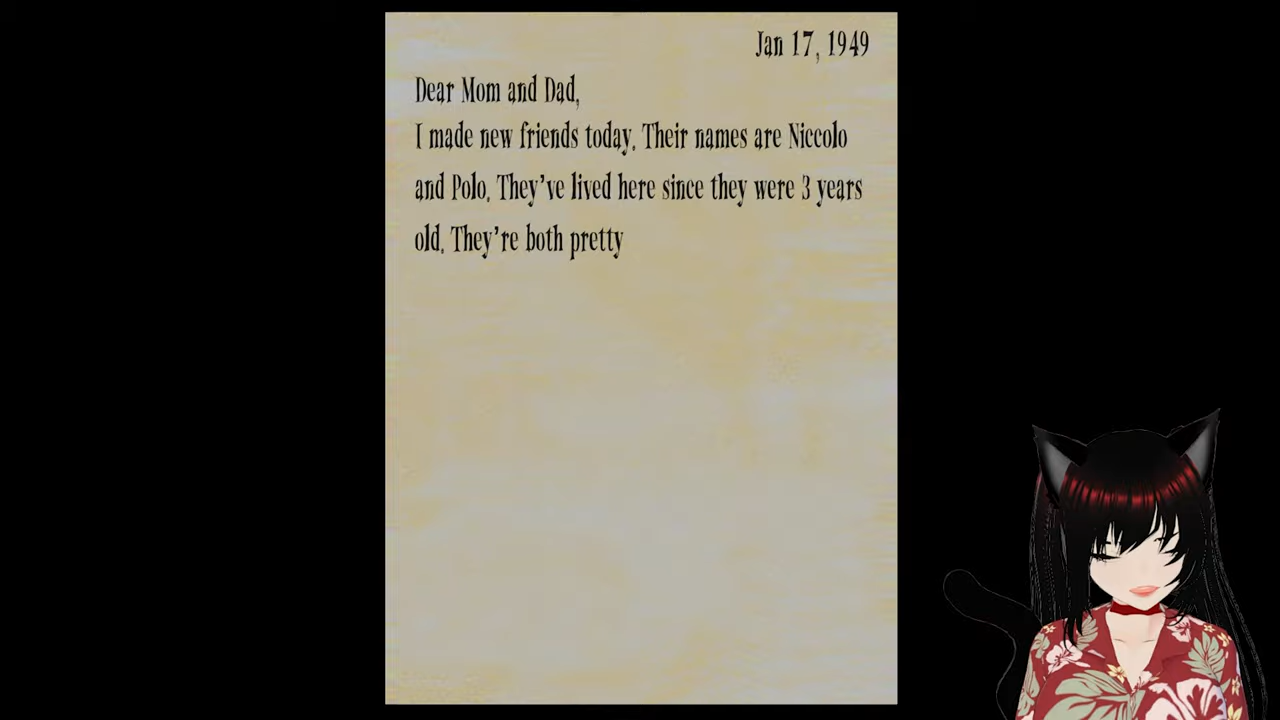 Jan 17, 1949
Dear Mom and Dad,
I made new friends today. Their names are Niccolo
and Polo. They've lived here since they were 3 years
old. They're both pretty